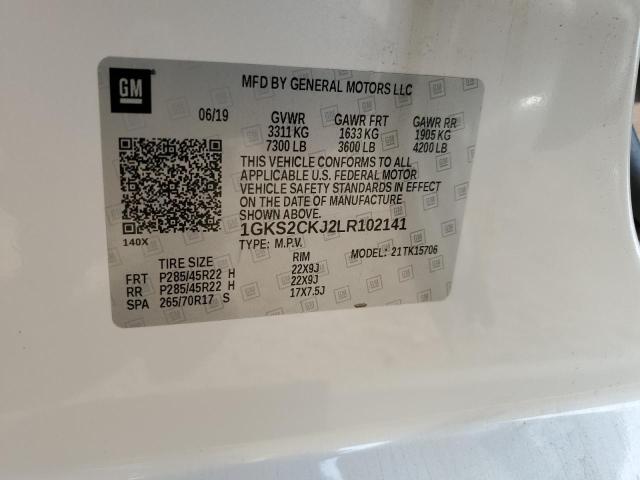 GM
MFD BY GENERAL MOTORS LLC
06/19 GVWR GAWR FRT GAWR RR
3311 KG 1633 KG 1905 KG
7300 LB 3600 LB 4200 LB
THIS VEHICLE CONFORMS TO ALL
APPLICABLE U.S. FEDERAL MOTOR
VEHICLE SAFETY STANDARDS IN EFFECT
ON THE DATE OF MANUFACTURE
SHOWN ABOVE.
140X
1GKS2CKJ2LR102141
TYPE: M.P.V. MODEL: 21TK15706
TIRE SIZE RIM
FRT P285/45R22 H 22X9J
RR P285/45R22 H 22X9J
SPA 265/70R17 S 17X7.5J